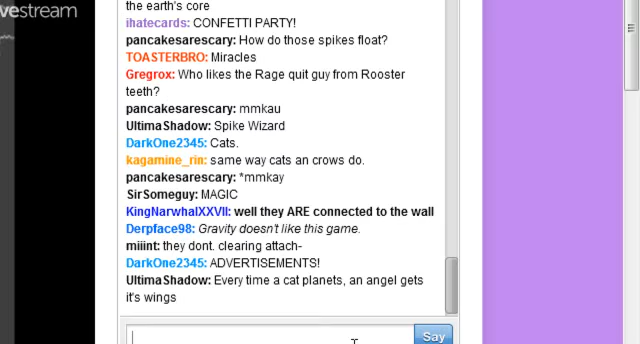 vestream
the earth's core
ihatecards: CONFETTI PARTY!
pancakesarescary: How do those spikes float?
TOASTERBRO: Miracles
Gregrox: Who likes the Rage quit guy from Rooster
teeth?
pancakesarescary: mmkau
UltimaShadow: Spike Wizard
DarkOne2345: Cats.
kagamine_rin: same way cats an crows do.
pancakesarescary: *mmkay
SirSomeguy: MAGIC
KingNarwhalXXVII: well they ARE connected to the wall
Derpface98: Gravity doesn't like this game.
miiint: they dont. clearing attach-
DarkOne2345: ADVERTISEMENTS!
UltimaShadow: Every time a cat planets, an angel gets
it's wings
Say